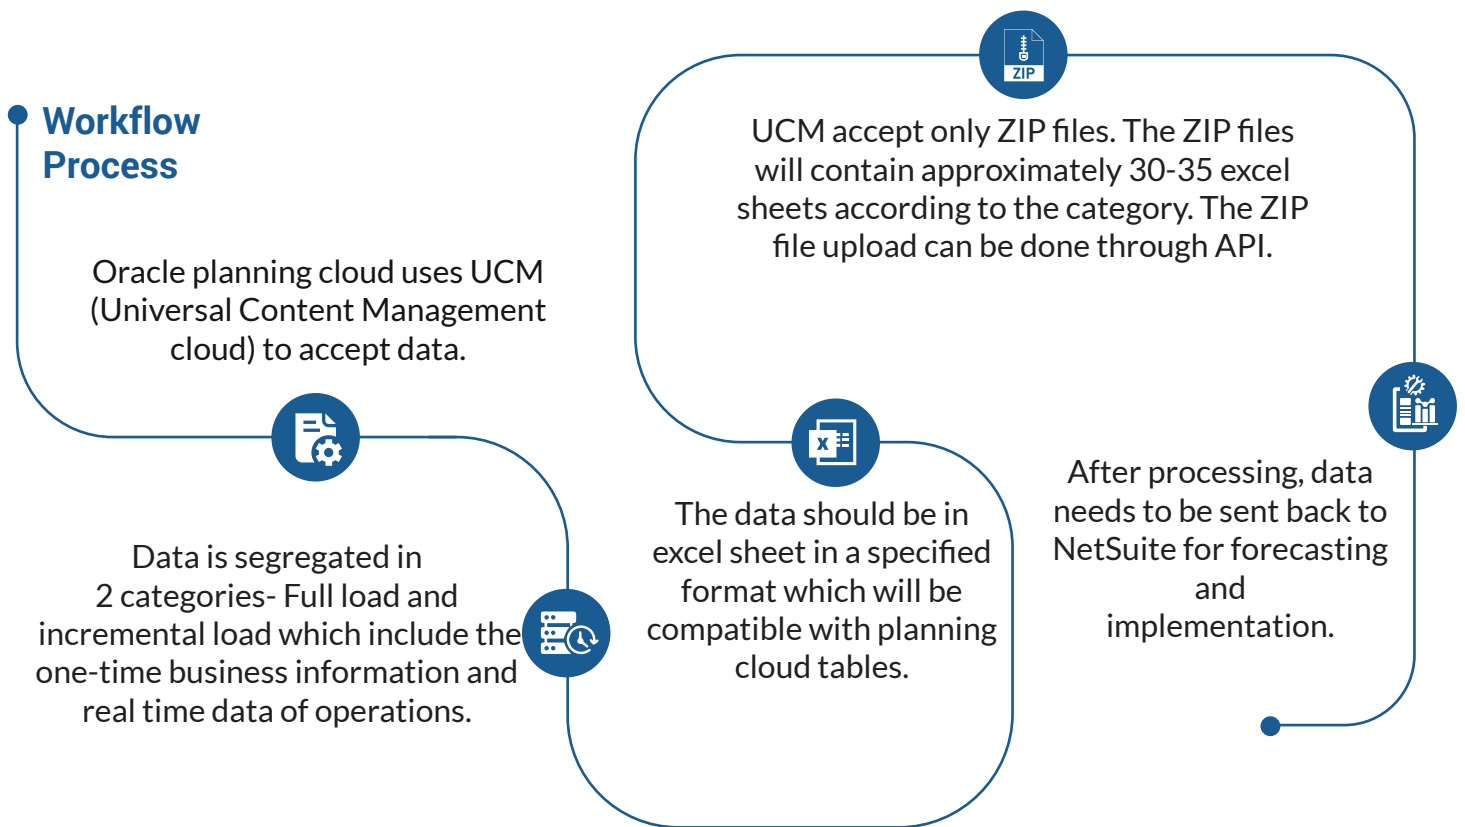 Workflow
Process
Oracle planning cloud uses UCM
(Universal Content Management
cloud) to accept data.
Data is segregated in
2 categories- Full load and
incremental load which include the
one-time business information and
real time data of operations.
X
The data should be in
excel sheet in a specified
format which will be
compatible with planning
cloud tables.
ZIP
UCM accept only ZIP files. The ZIP files
will contain approximately 30-35 excel
sheets according to the category. The ZIP
file upload can be done through API.
After processing, data
needs to be sent back to
NetSuite for forecasting
and
implementation.